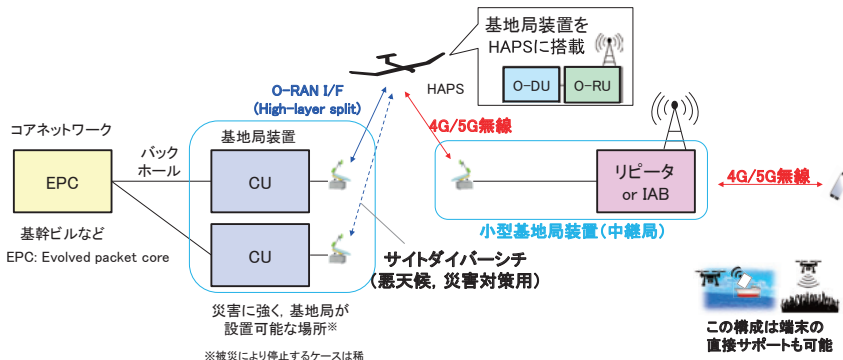 基地局装置を
HAPSに搭載
O-DU
O-RU
HAPS
O-RAN I/F
(High-layer split)
4G/5G無線
コアネットワーク
バック
ホール
基地局装置
EPC
CU
CU
リピータ
or IAB
4G/5G無線
小型基地局装置(中継局)
基幹ビルなど
EPC: Evolved packet core
サイトダイバーシチ
(悪天候, 災害対策用)
災害に強く, 基地局が
設置可能な場所※
※被災により停止するケースは稀
この構成は端末の
直接サポートも可能